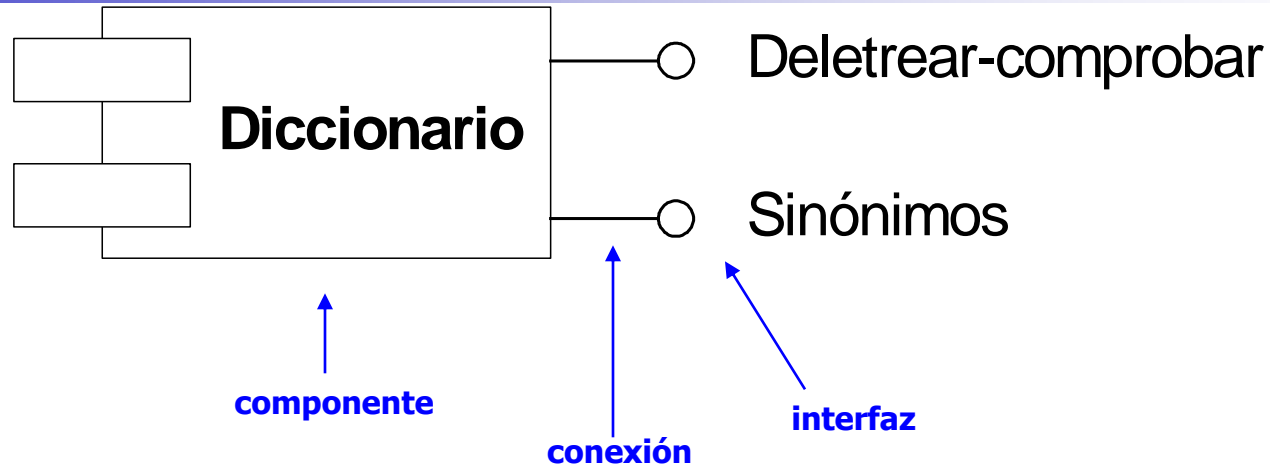 Deletrear-comprobar
Diccionario
Sinónimos
componente
interfaz
conexión